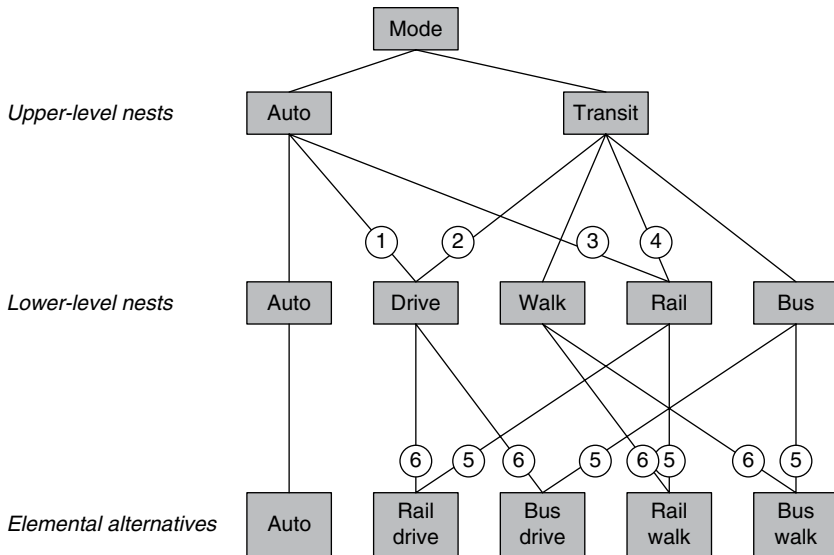 Mode
Upper-level nests
Auto
Transit
1
2
3
4
Lower-level nests
Auto
Drive
Walk
Rail
Bus
6
5
6
5
6
5
6
5
Elemental alternatives
Auto
Rail
drive
Bus
drive
Rail
walk
Bus
walk